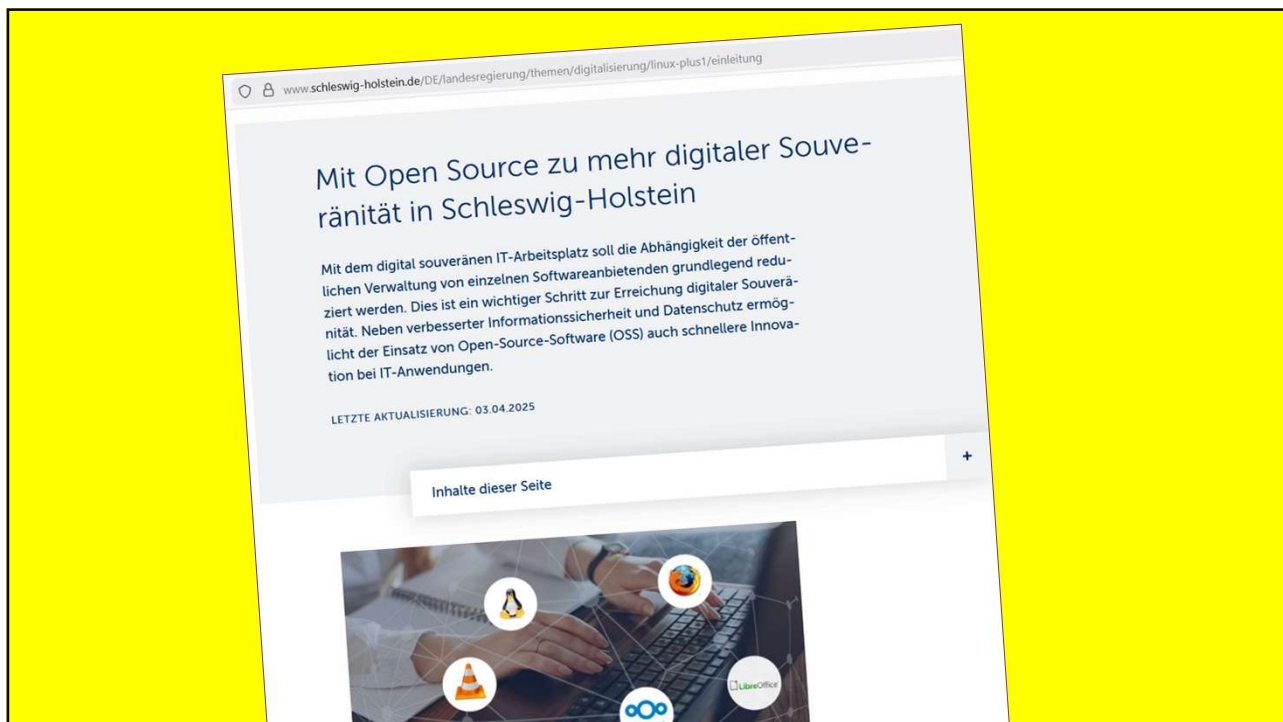 www.schleswig-holstein.de/DE/landesregierung/themen/digitalisierung/linux-plus1/einleitung
Mit Open Source zu mehr digitaler Souve-
ränität in Schleswig-Holstein
Mit dem digital souveränen IT-Arbeitsplatz soll die Abhängigkeit der öffent-
lichen Verwaltung von einzelnen Softwareanbietenden grundlegend redu-
ziert werden. Dies ist ein wichtiger Schritt zur Erreichung digitaler Souverä-
nität. Neben verbesserter Informationssicherheit und Datenschutz ermög-
licht der Einsatz von Open-Source-Software (OSS) auch schnellere Innova-
tion bei IT-Anwendungen.
LETZTE AKTUALISIERUNG: 03.04.2025
Inhalte dieser Seite +
LibreOffice